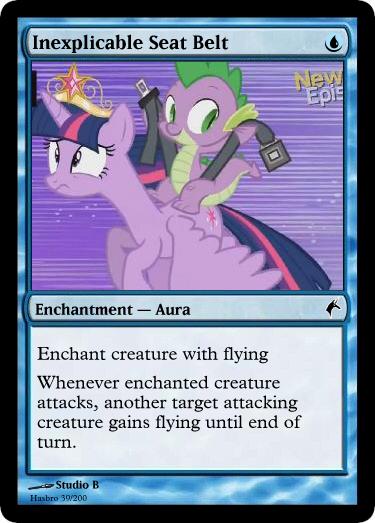 Inexplicable Seat Belt
New
Epis
Enchantment — Aura
Enchant creature with flying
Whenever enchanted creature
attacks, another target attacking
creature gains flying until end of
turn.
Studio B
Hasbro 39/200